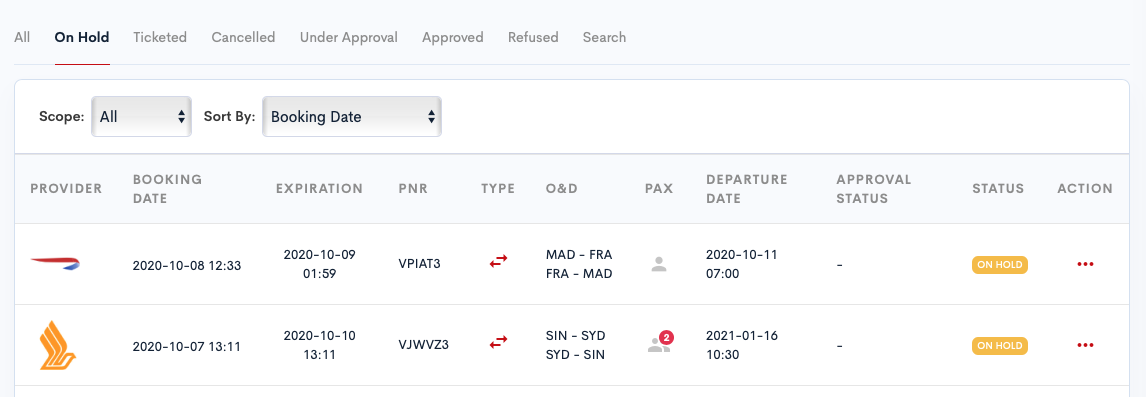 All On Hold Ticketed Cancelled Under Approval Approved Refused Search
Scope: All Sort By: Booking Date
PROVIDER BOOKING DATE EXPIRATION PNR TYPE O&D PAX DEPARTURE DATE APPROVAL STATUS STATUS ACTION
2020-10-08 12:33 2020-10-09 01:59 VPIAT3 MAD - FRA FRA - MAD 2020-10-11 07:00 - ON HOLD
2020-10-07 13:11 2020-10-10 13:11 VJWVZ3 SIN - SYD SYD - SIN 2 2021-01-16 10:30 - ON HOLD